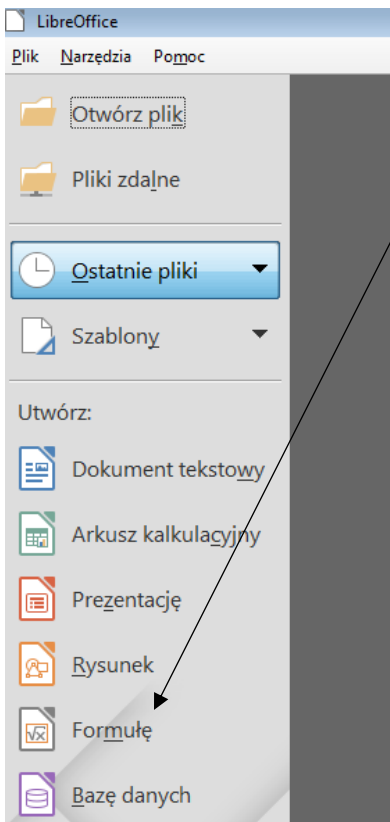 LibreOffice
Plik Narzędzia Pomoc
Otwórz plik
Pliki zdalne
Ostatnie pliki
Szablony
Utwórz:
Dokument tekstowy
Arkusz kalkulacyjny
Prezentację
Rysunek
Formułę
Bazę danych